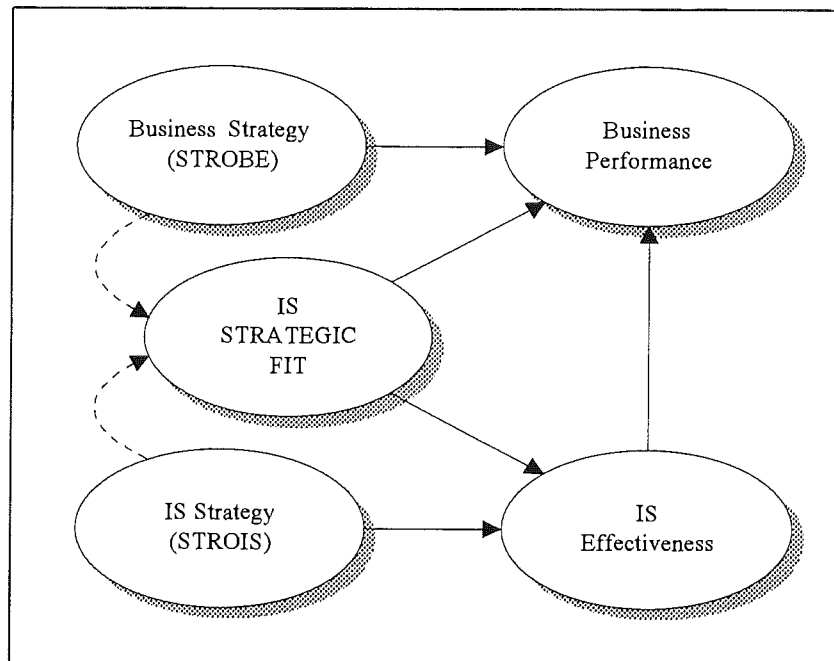 Business Strategy
(STROBE)
Business
Performance
IS
STRATEGIC
FIT
IS Strategy
(STROIS)
IS
Effectiveness